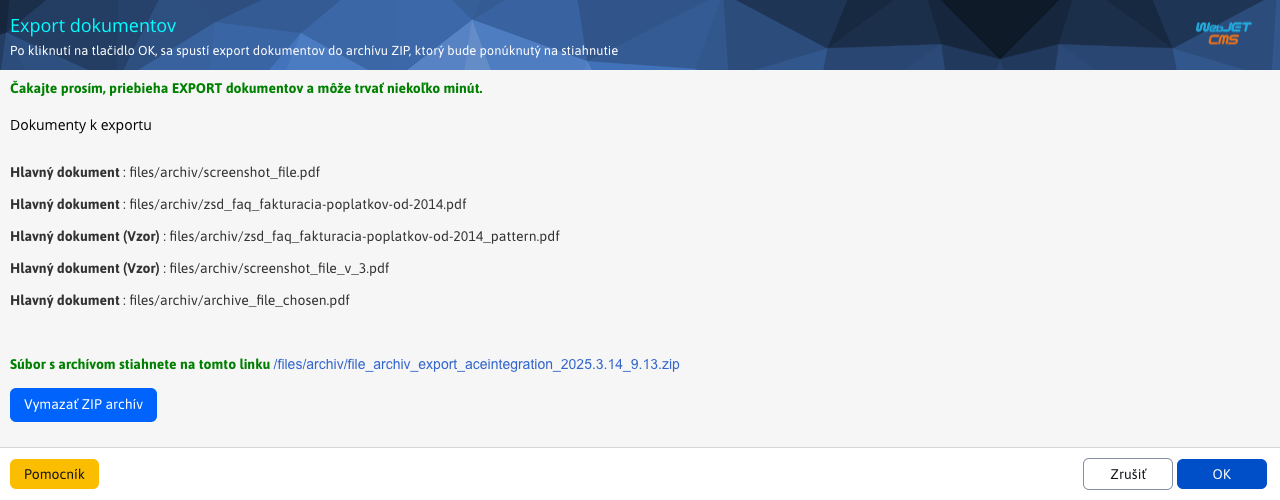 Export dokumentov
Po kliknutí na tlačidlo OK, sa spustí export dokumentov do archívu ZIP, ktorý bude ponúknutý na stiahnutie
WebJET
CMS
Čakajte prosím, priebieha EXPORT dokumentov a môže trvať niekoľko minút.
Dokumenty k exportu
Hlavný dokument : files/archiv/screenshot_file.pdf
Hlavný dokument : files/archiv/zsd_faq_fakturacia-poplatkov-od-2014.pdf
Hlavný dokument (Vzor) : files/archiv/zsd_faq_fakturacia-poplatkov-od-2014_pattern.pdf
Hlavný dokument (Vzor) : files/archiv/screenshot_file_v_3.pdf
Hlavný dokument : files/archiv/archive_file_chosen.pdf
Súbor s archívom stiahnete na tomto linku /files/archiv/file_archiv_export_aceintegration_2025.3.14_9.13.zip
Vymazať ZIP archív
Pomocník
Zrušiť
OK